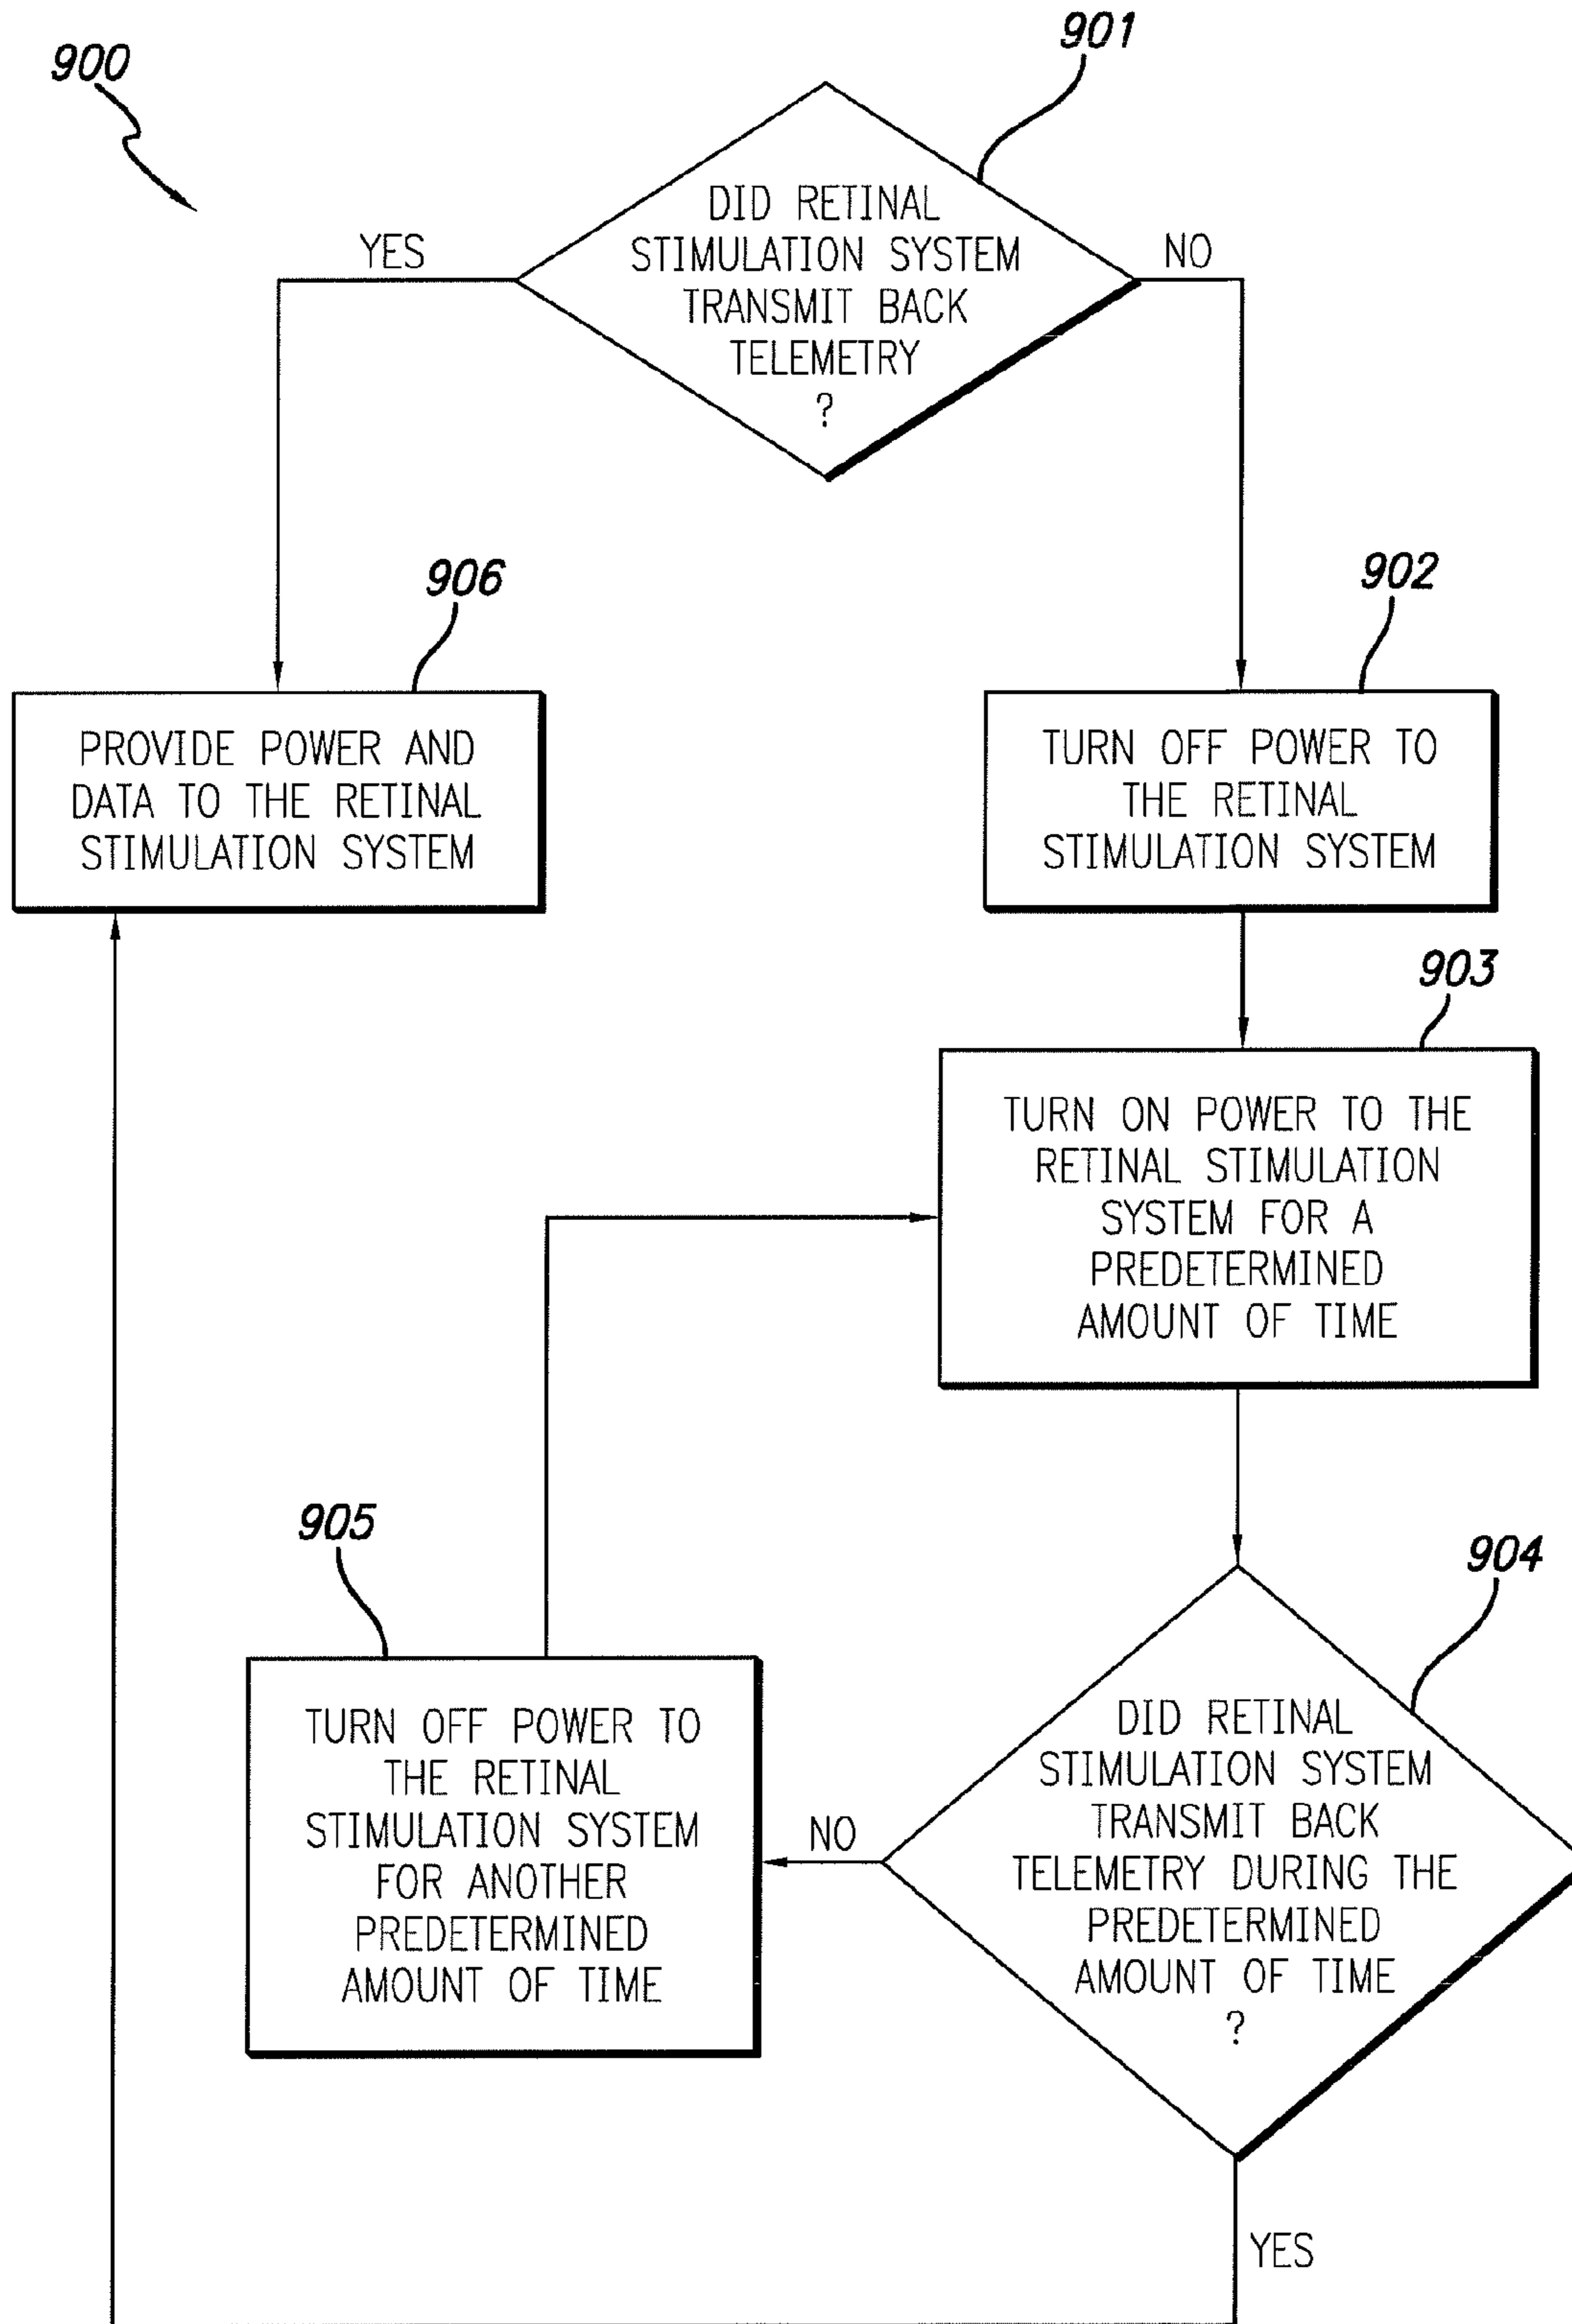 900
901
DID RETINAL
STIMULATION SYSTEM
TRANSMIT BACK
TELEMETRY
?
YES
NO
906
902
PROVIDE POWER AND
DATA TO THE RETINAL
STIMULATION SYSTEM
TURN OFF POWER TO
THE RETINAL
STIMULATION SYSTEM
903
TURN ON POWER TO THE
RETINAL STIMULATION
SYSTEM FOR A
PREDETERMINED
AMOUNT OF TIME
905
904
TURN OFF POWER TO
THE RETINAL
STIMULATION SYSTEM
FOR ANOTHER
PREDETERMINED
AMOUNT OF TIME
NO
DID RETINAL
STIMULATION SYSTEM
TRANSMIT BACK
TELEMETRY DURING THE
PREDETERMINED
AMOUNT OF TIME
?
YES